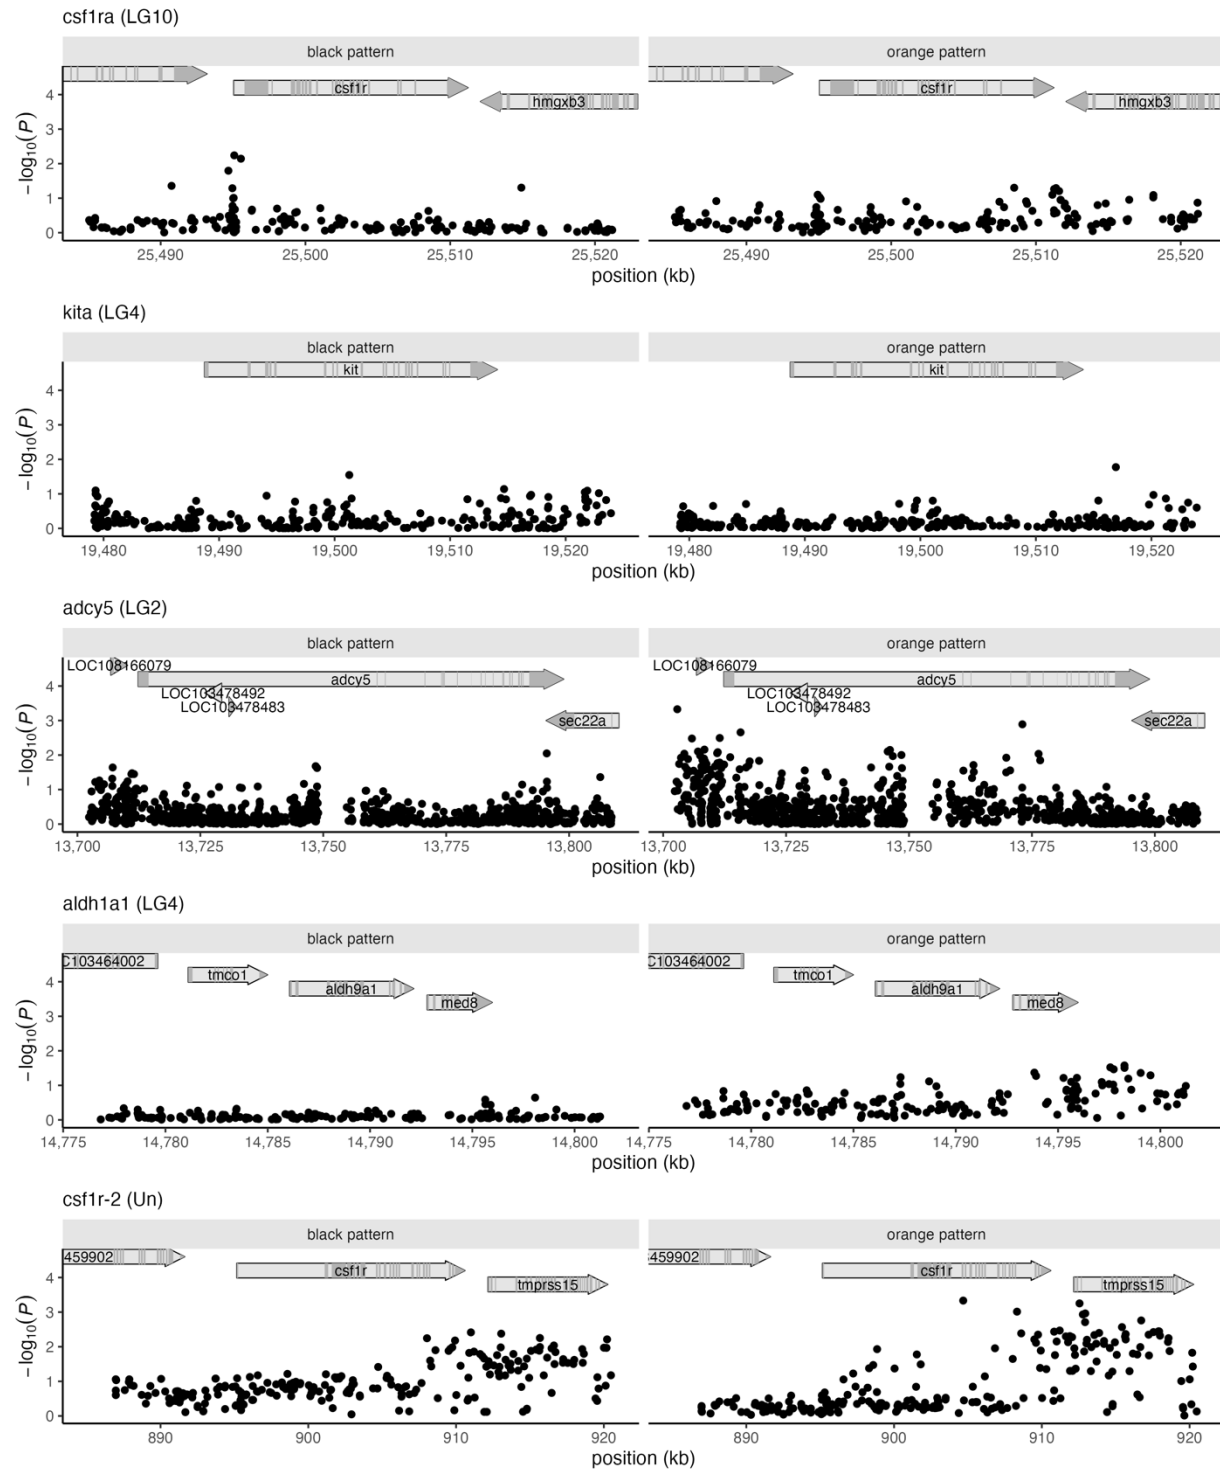 csf1ra (LG10)
black pattern
orange pattern
csf1r
hmgxb3
csf1r
hmgxb3
−log10(P)
4
3
2
1
0
25,490
25,500
25,510
25,520
25,490
25,500
25,510
25,520
position (kb)
kita (LG4)
black pattern
orange pattern
kit
kit
−log10(P)
4
3
2
1
0
19,480
19,490
19,500
19,510
19,520
19,480
19,490
19,500
19,510
19,520
position (kb)
adcy5 (LG2)
black pattern
orange pattern
LOC108166079
adcy5
LOC103478492
LOC103478483
sec22a
LOC108166079
adcy5
LOC103478492
LOC103478483
sec22a
−log10(P)
4
3
2
1
0
13,700
13,725
13,750
13,775
13,800
13,700
13,725
13,750
13,775
13,800
position (kb)
aldh1a1 (LG4)
black pattern
orange pattern
C103464002
tmco1
aldh9a1
med8
C103464002
tmco1
aldh9a1
med8
−log10(P)
4
3
2
1
0
14,775
14,780
14,785
14,790
14,795
14,800
14,775
14,780
14,785
14,790
14,795
14,800
position (kb)
csf1r-2 (Un)
black pattern
orange pattern
459902
csf1r
tmprss15
459902
csf1r
tmprss15
−log10(P)
4
3
2
1
0
890
900
910
920
890
900
910
920
position (kb)